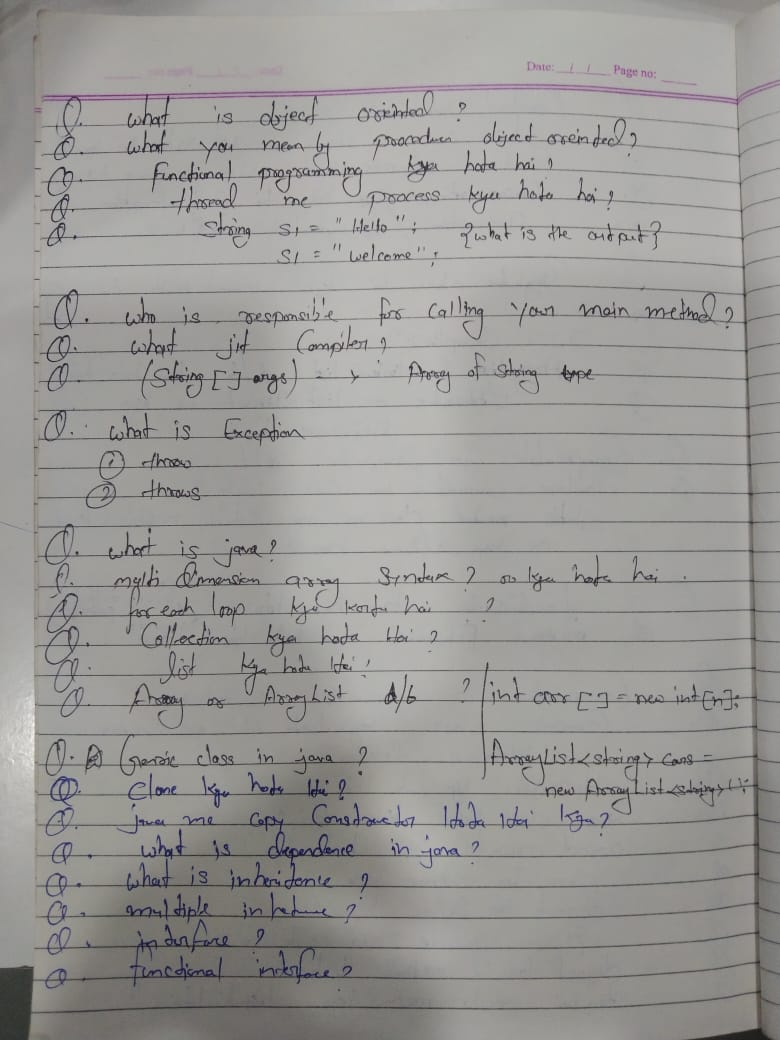 Date: / / Page no:
Q. what is object oreinted ?
Q. what you mean by procedure object oreinded ?
Q. functional programming kya hota hai ?
Q. thread me process kya hota hai ?
Q. String S1 = "Hello"; {what is the output}
S1 = "welcome";
Q. who is responsible for calling your main method ?
Q. what jit Compiler ?
Q. (String [ ] args) → Array of String type
Q. what is Exception
① throw
② throws
Q. what is java ?
Q. multi dimension array Syntax ? or kya hota hai .
Q. for each loop kya karta hai ?
Q. Collection kya hota Hai ?
Q. list kya hota Hai ?
Q. Array or ArrayList d/b ? int arr [ ] = new int [n];
Q. Generic class in java ? ArrayList<string> cars =
Q. Clone kya hota Hai ? new ArrayList<string>();
Q. java me copy Constructor Hota Hai kya ?
Q. what is dependence in java ?
Q. what is inheritance ?
Q. multiple
Q. interface ?
Q. functional interface ?